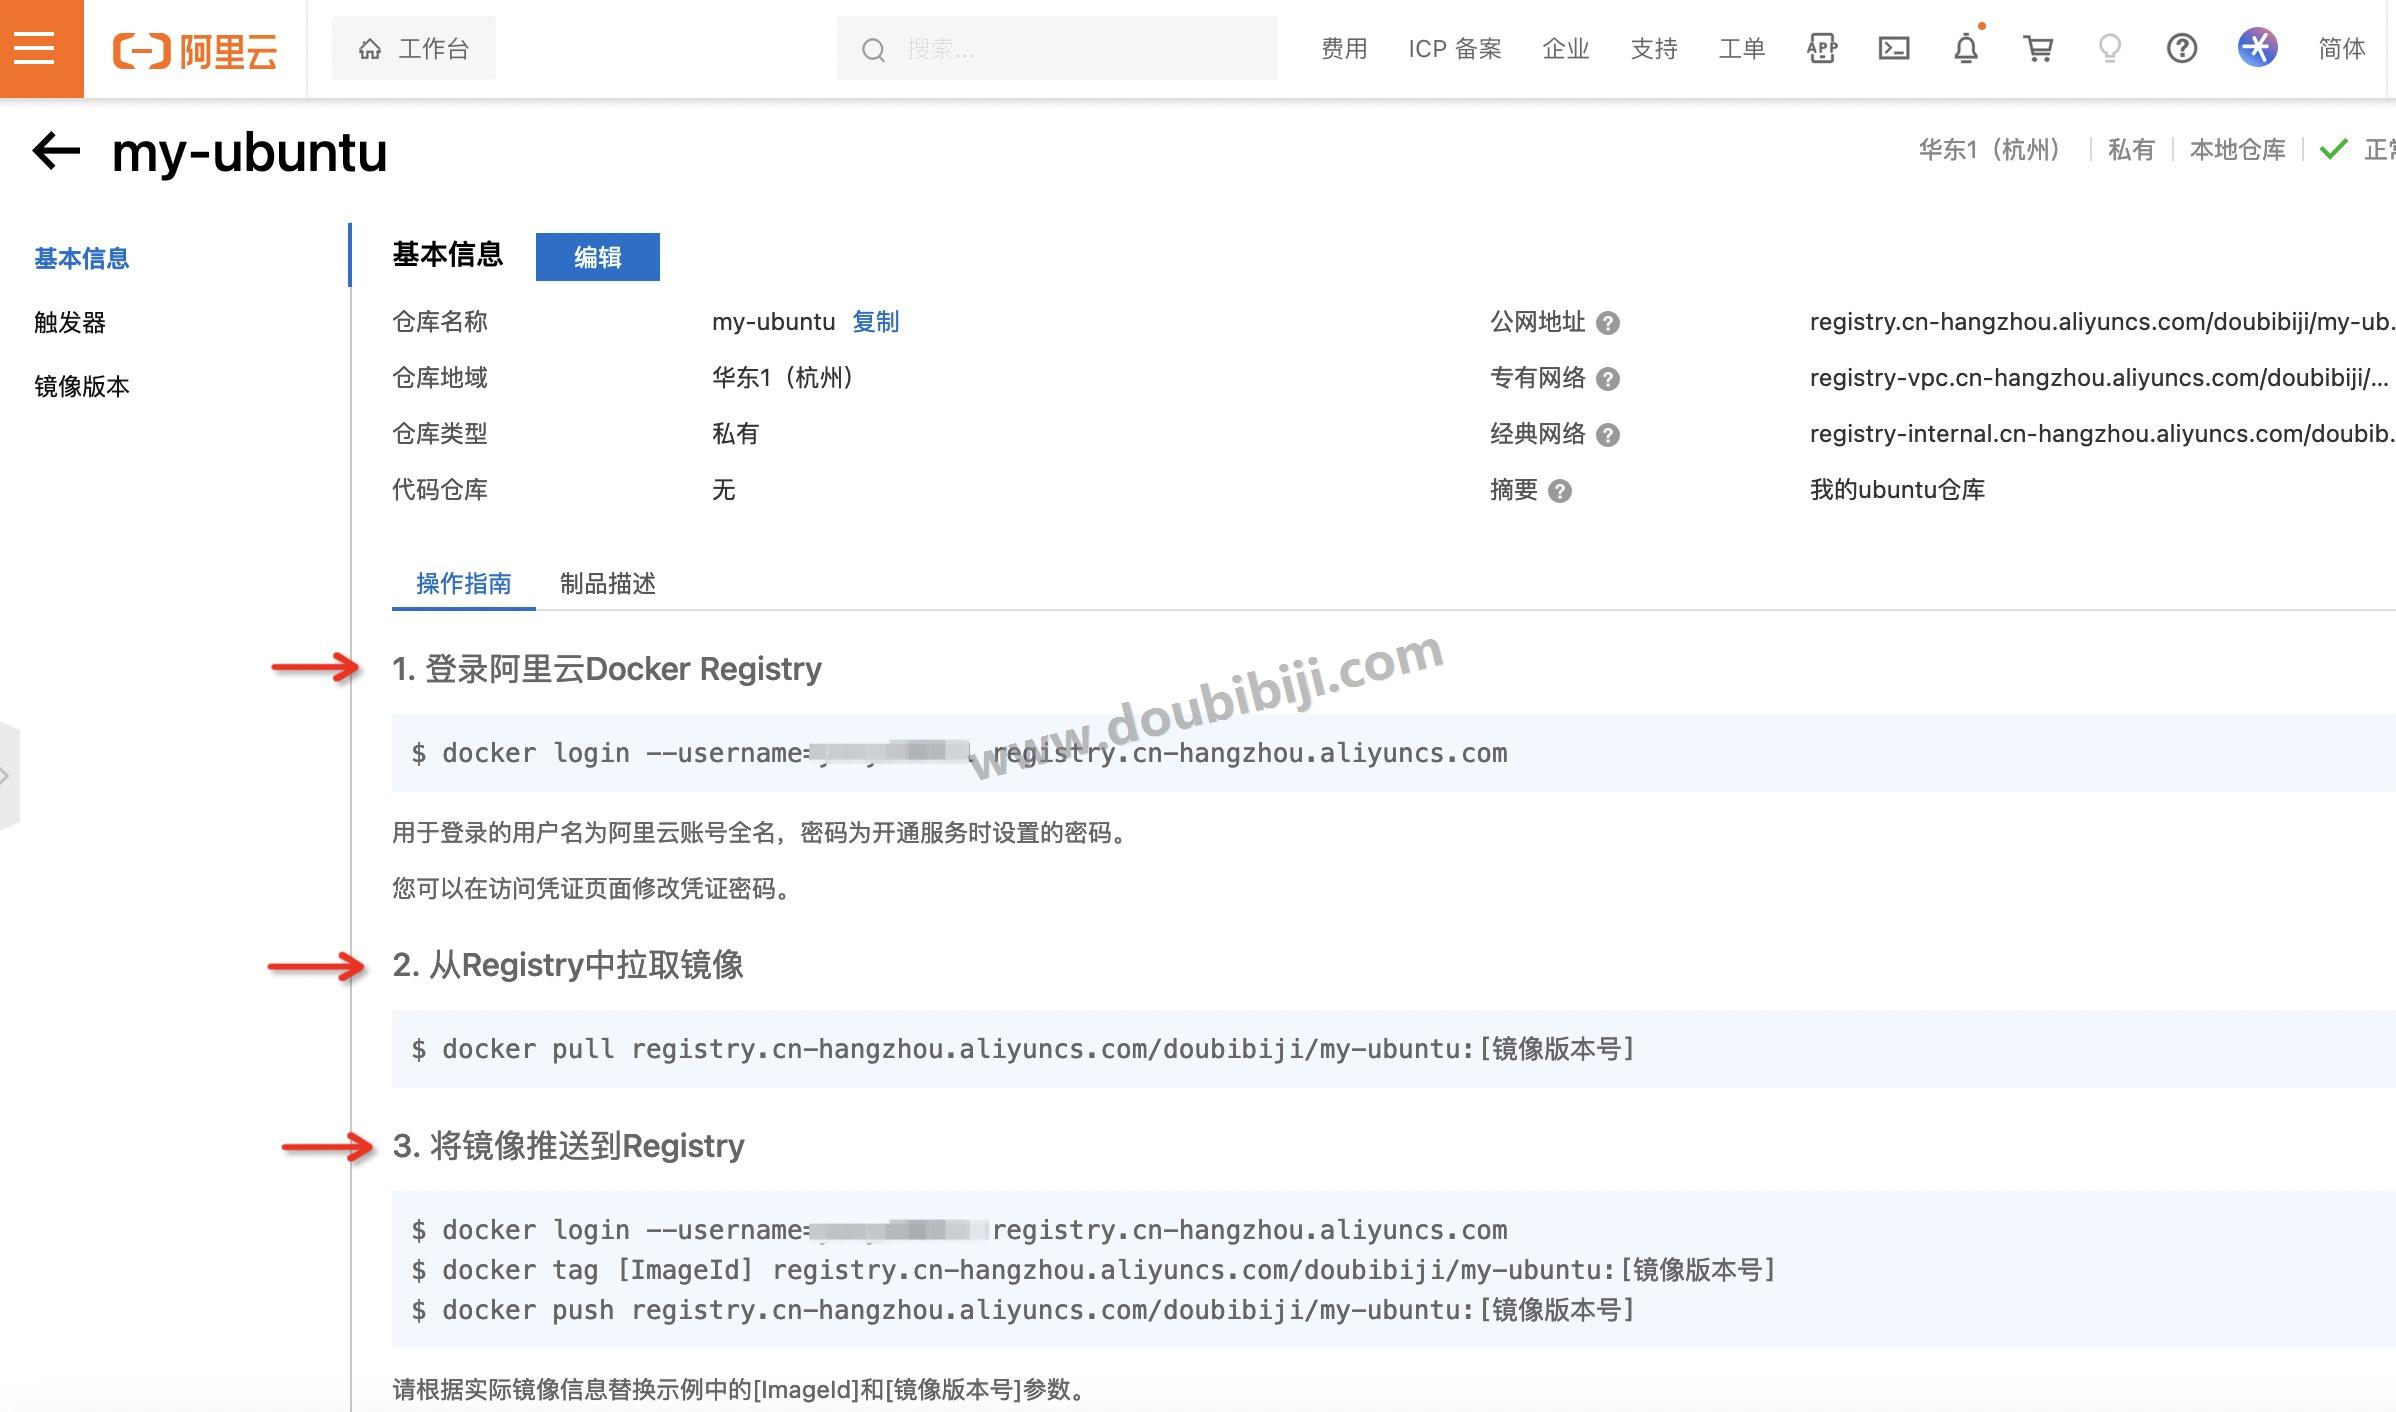 阿里云
工作台
搜索...
费用
ICP 备案
企业
支持
工单
APP
简体
my-ubuntu
华东1（杭州）
私有
本地仓库
基本信息
触发器
镜像版本
基本信息
编辑
仓库名称
my-ubuntu 复制
公网地址
registry.cn-hangzhou.aliyuncs.com/doubibiji/my-ub.
仓库地域
华东1（杭州）
专有网络
registry-vpc.cn-hangzhou.aliyuncs.com/doubibiji/...
仓库类型
私有
经典网络
registry-internal.cn-hangzhou.aliyuncs.com/doubib.
代码仓库
无
摘要
我的ubuntu仓库
操作指南
制品描述
1. 登录阿里云Docker Registry
www.doubibiji.com
$ docker login --username= registry.cn-hangzhou.aliyuncs.com
用于登录的用户名为阿里云账号全名，密码为开通服务时设置的密码。
您可以在访问凭证页面修改凭证密码。
2. 从Registry中拉取镜像
$ docker pull registry.cn-hangzhou.aliyuncs.com/doubibiji/my-ubuntu:[镜像版本号]
3. 将镜像推送到Registry
$ docker login --username= registry.cn-hangzhou.aliyuncs.com
$ docker tag [ImageId] registry.cn-hangzhou.aliyuncs.com/doubibiji/my-ubuntu:[镜像版本号]
$ docker push registry.cn-hangzhou.aliyuncs.com/doubibiji/my-ubuntu:[镜像版本号]
请根据实际镜像信息替换示例中的[ImageId]和[镜像版本号]参数。